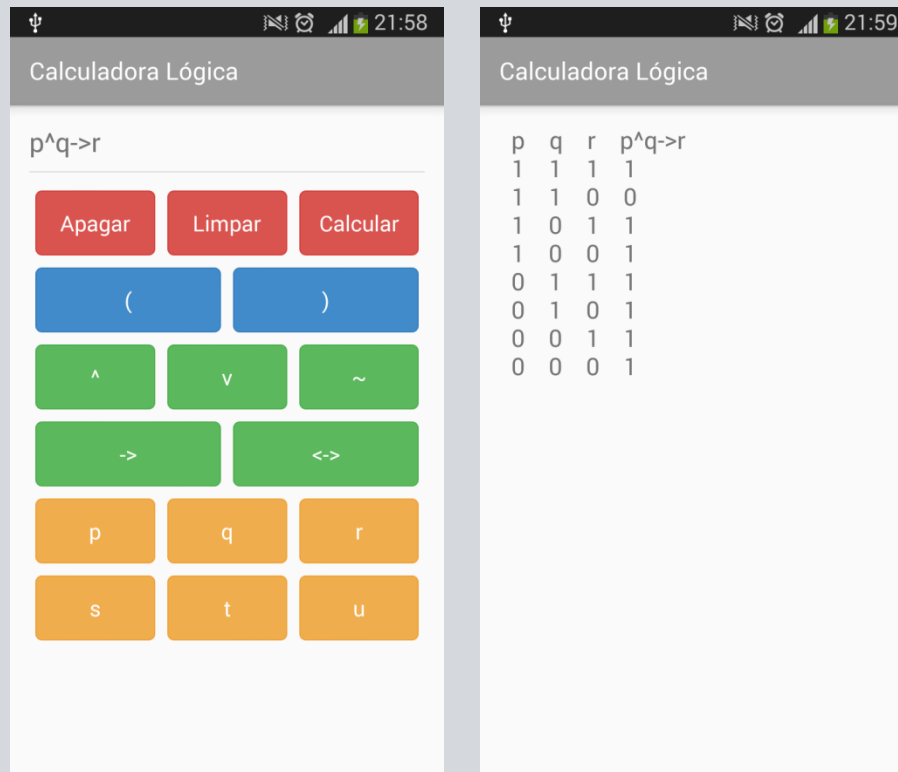 21:58
Calculadora Lógica
p^q->r
Apagar Limpar Calcular
( )
^ v ~
-> <->
p q r
s t u
21:59
Calculadora Lógica
p q r p^q->r
1 1 1 1
1 1 0 0
1 0 1 1
1 0 0 1
0 1 1 1
0 1 0 1
0 0 1 1
0 0 0 1